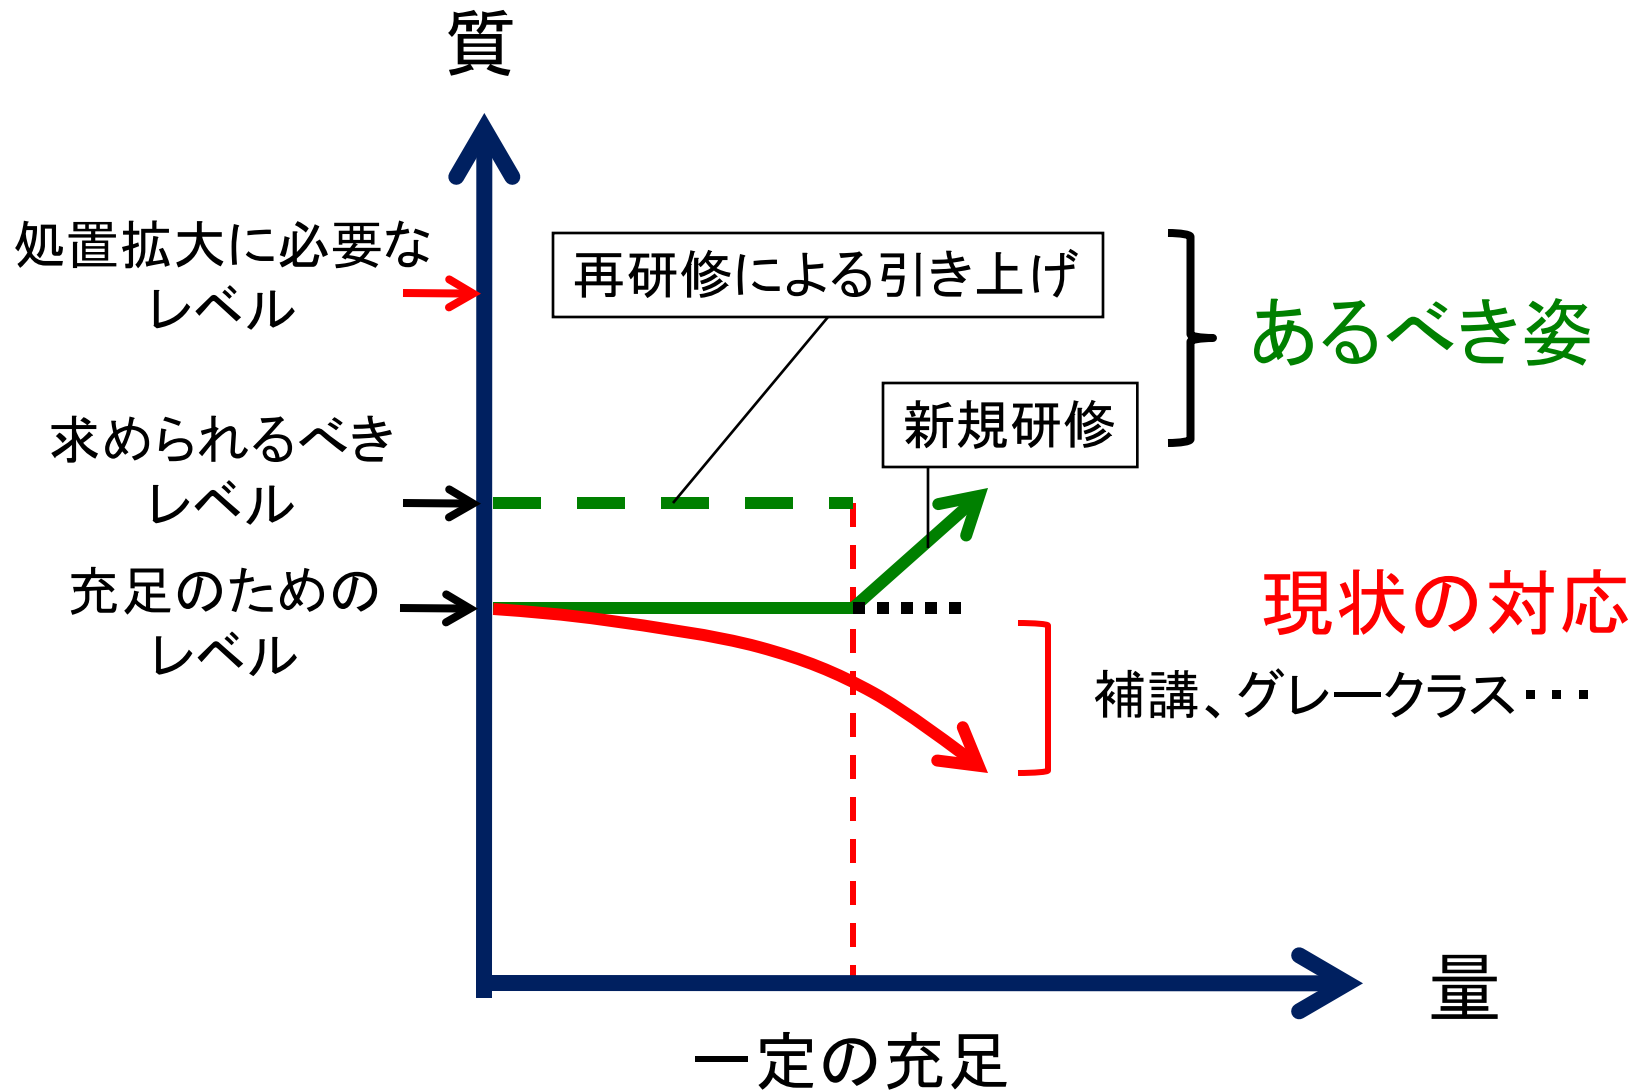 質
処置拡大に必要な
レベル
再研修による引き上げ
あるべき姿
新規研修
求められるべき
レベル
充足のための
レベル
現状の対応
補講、グレークラス・・・
量
一定の充足